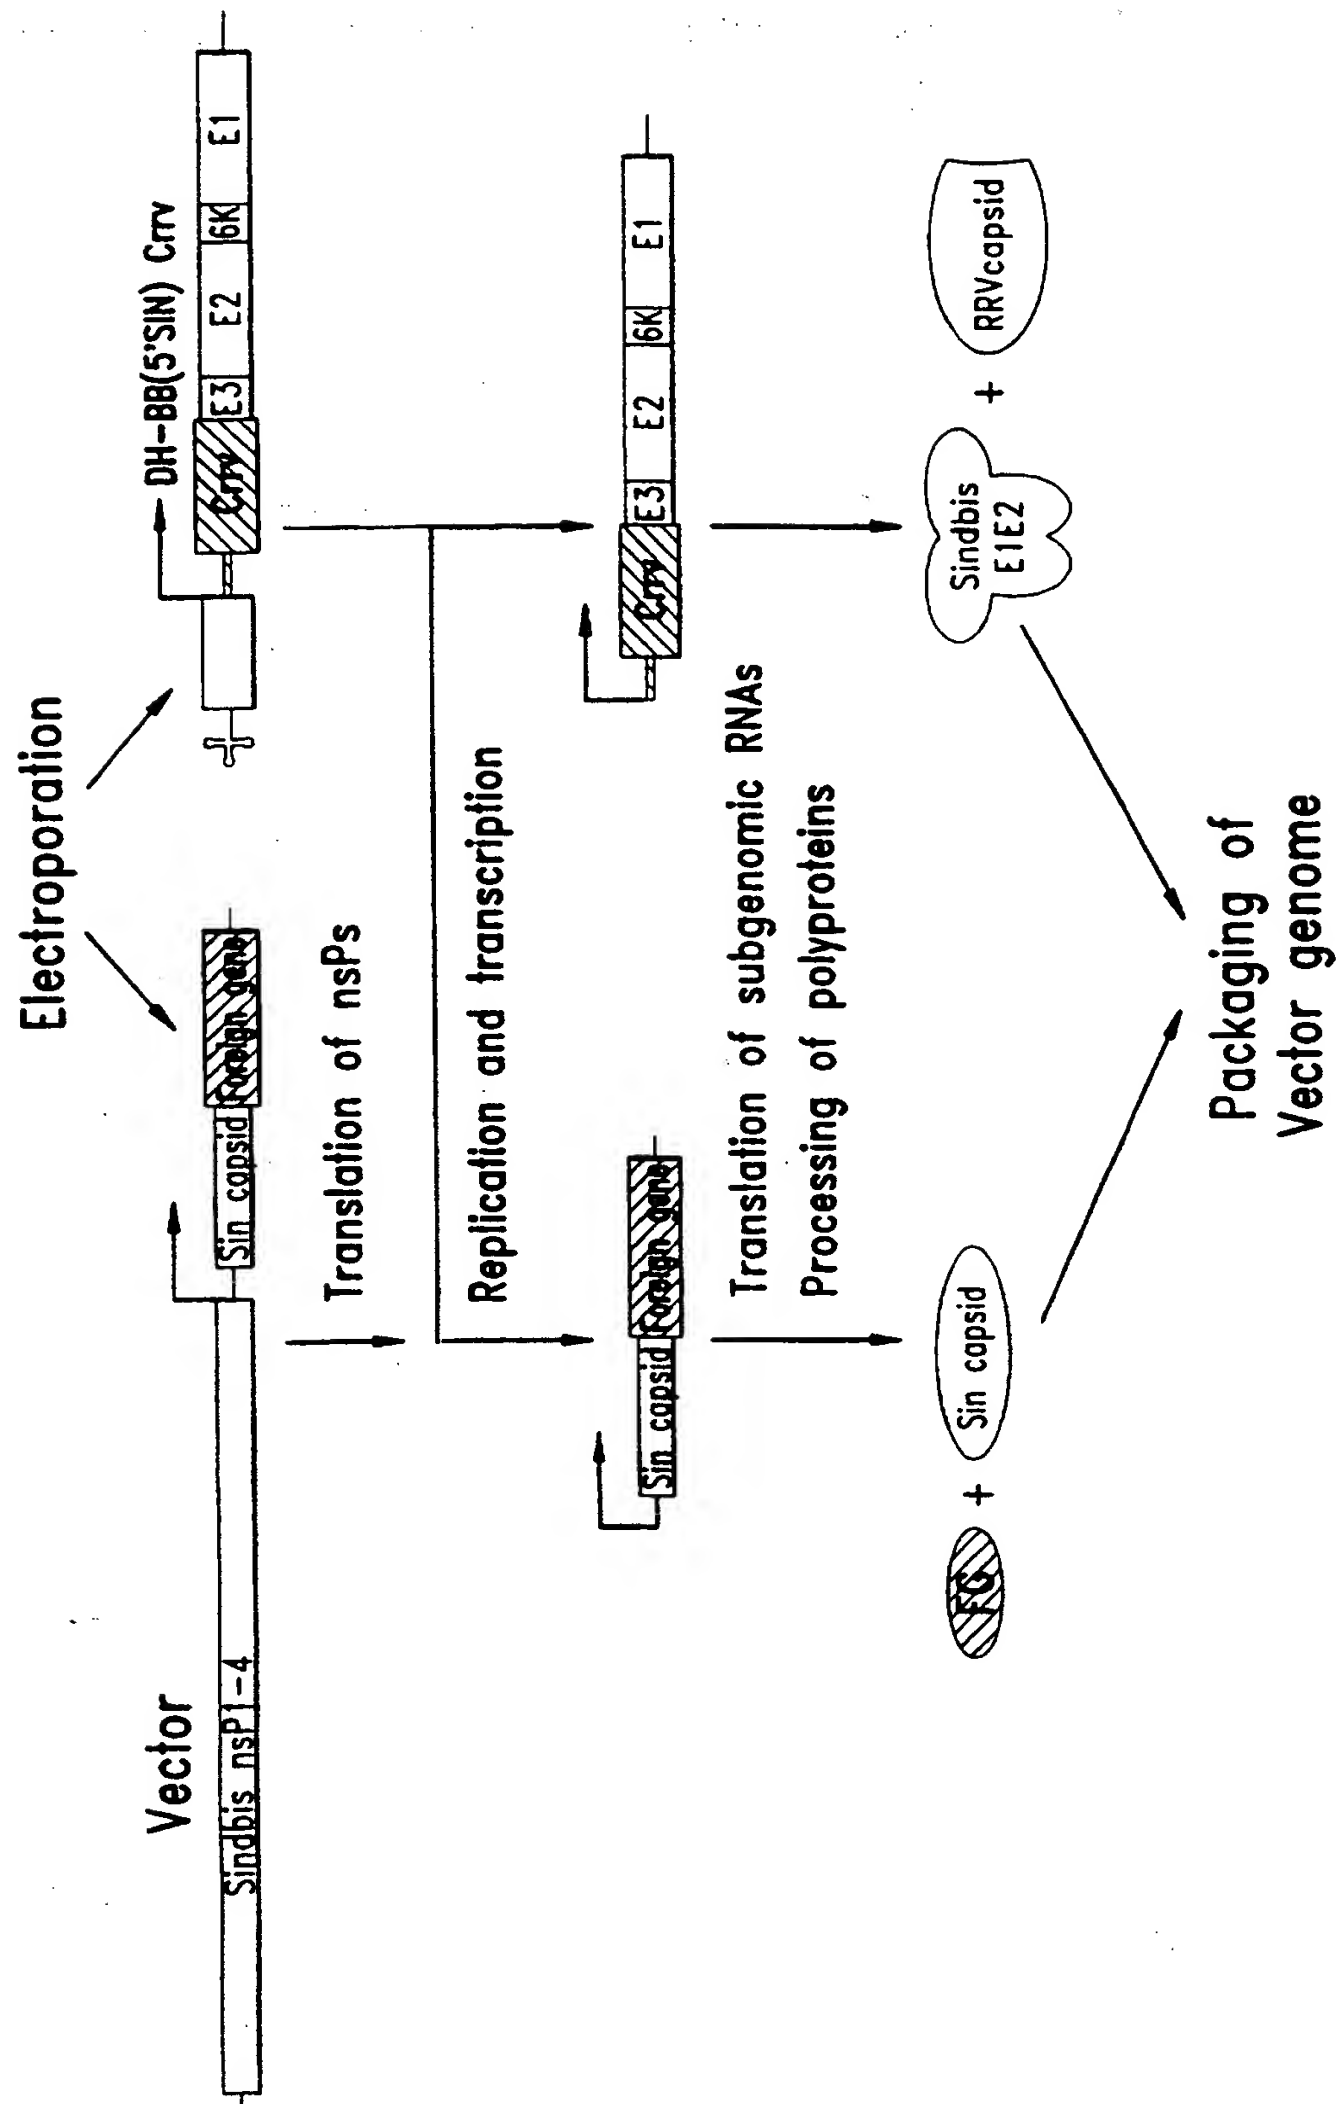 Electroporation
Vector
DH-BB(5'SIN) Crrv
Sindbis nsP1-4
Sin capsid
Foreign gene
Crrv
E3
E2
6K
E1
Translation of nsPs
Replication and transcription
Sin capsid
Foreign gene
Crrv
E3
E2
6K
E1
Translation of subgenomic RNAs
Processing of polyproteins
FG
+
Sin capsid
Sindbis
E1E2
+
RRVcapsid
Packaging of
Vector genome